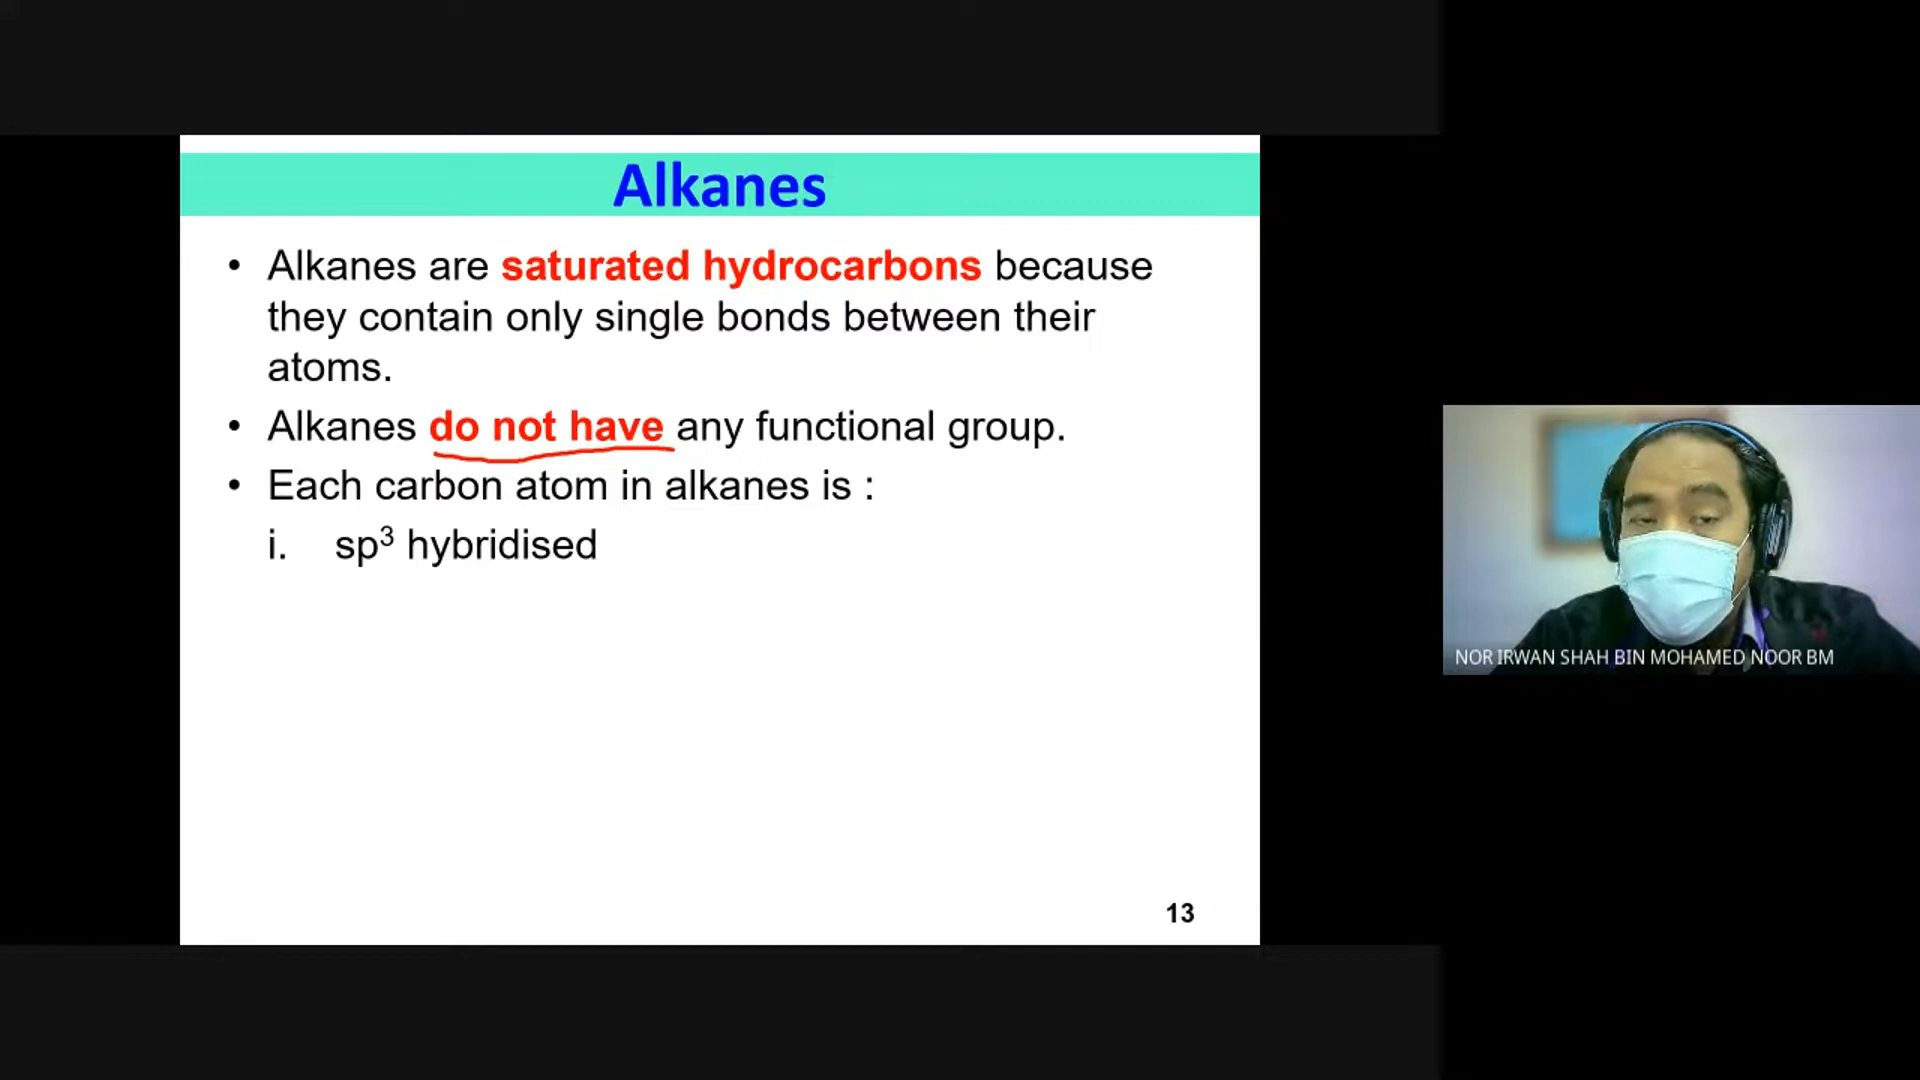 Alkanes
• Alkanes are saturated hydrocarbons because
they contain only single bonds between their
atoms.
• Alkanes do not have any functional group.
• Each carbon atom in alkanes is :
i. sp³ hybridised
13
NOR IRWAN SHAH BIN MOHAMED NOOR BM